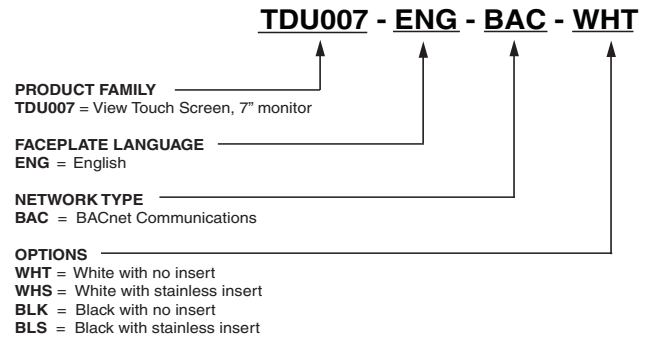 TDU007 - ENG - BAC - WHT
PRODUCT FAMILY
TDU007 = View Touch Screen, 7” monitor
FACEPLATE LANGUAGE
ENG = English
NETWORK TYPE
BAC = BACnet Communications
OPTIONS
WHT = White with no insert
WHS = White with stainless insert
BLK = Black with no insert
BLS = Black with stainless insert